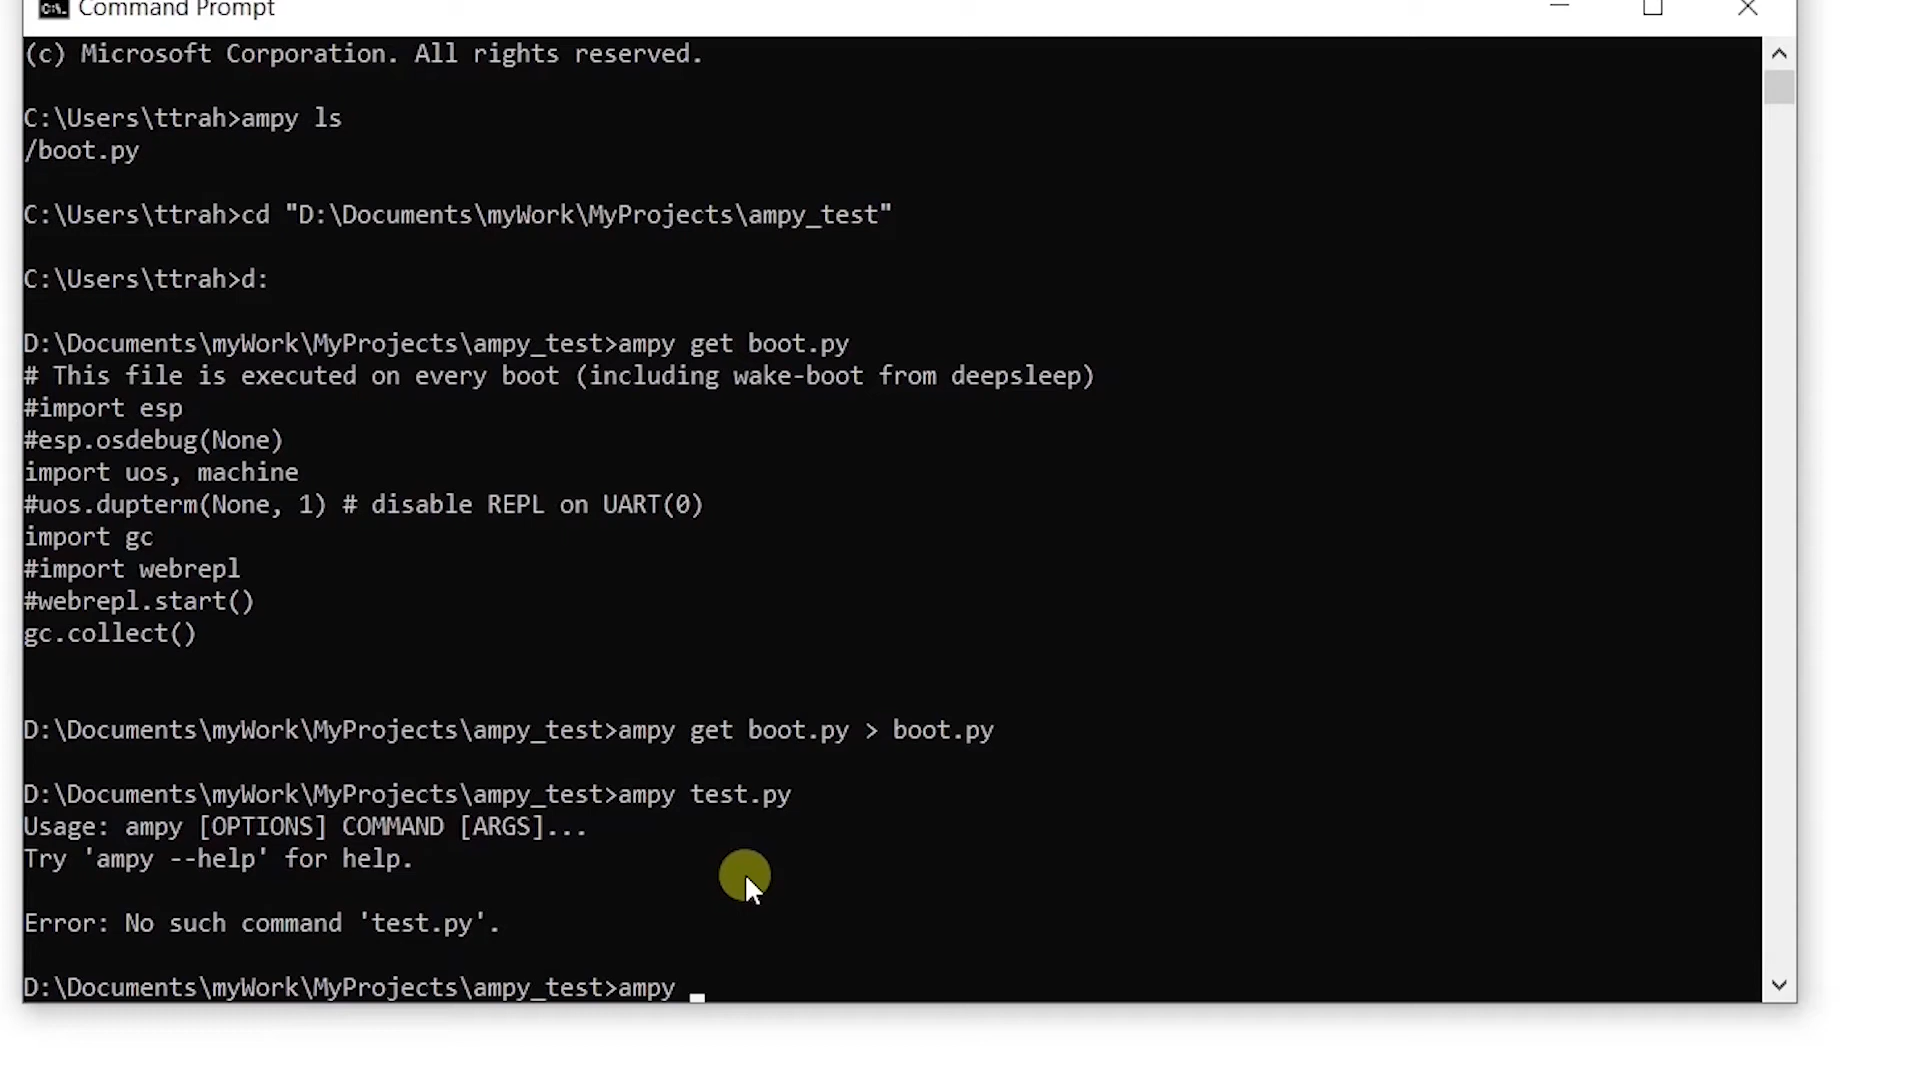 Command Prompt
(c) Microsoft Corporation. All rights reserved.
C:\Users\ttrah>ampy ls
/boot.py
C:\Users\ttrah>cd "D:\Documents\myWork\MyProjects\ampy_test"
C:\Users\ttrah>d:
D:\Documents\myWork\MyProjects\ampy_test>ampy get boot.py
# This file is executed on every boot (including wake-boot from deepsleep)
#import esp
#esp.osdebug(None)
import uos, machine
#uos.dupterm(None, 1) # disable REPL on UART(0)
import gc
#import webrepl
#webrepl.start()
gc.collect()
D:\Documents\myWork\MyProjects\ampy_test>ampy get boot.py > boot.py
D:\Documents\myWork\MyProjects\ampy_test>ampy test.py
Usage: ampy [OPTIONS] COMMAND [ARGS]...
Try 'ampy --help' for help.
Error: No such command 'test.py'.
D:\Documents\myWork\MyProjects\ampy_test>ampy